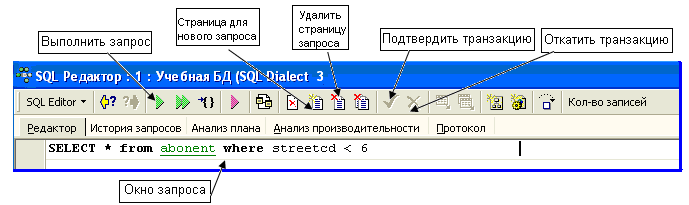 Выполнить запрос
Страница для
нового запроса
Удалить
страницу
запроса
Подтвердить транзакцию
Откатить транзакцию
SQL Редактор : 1 : Учебная БД (SQL Dialect 3
SQL Editor
Кол-во записей
Редактор История запросов Анализ плана Анализ производительности Протокол
SELECT * from abonent where streetcd < 6
Окно запроса